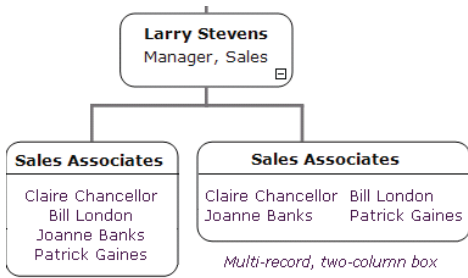 Larry Stevens
Manager, Sales
Sales Associates
Claire Chancellor
Bill London
Joanne Banks
Patrick Gaines
Sales Associates
Claire Chancellor Bill London
Joanne Banks Patrick Gaines
Multi-record, two-column box